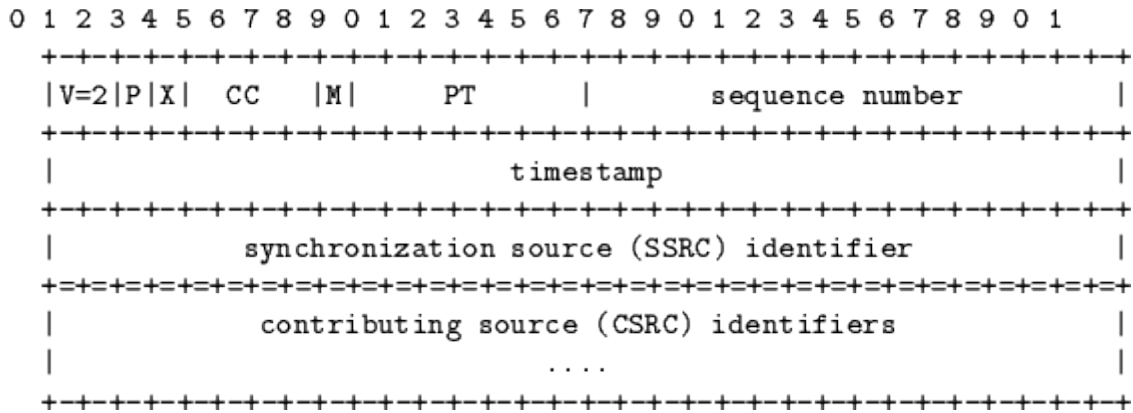 0 1 2 3 4 5 6 7 8 9 0 1 2 3 4 5 6 7 8 9 0 1 2 3 4 5 6 7 8 9 0 1
+-+-+-+-+-+-+-+-+-+-+-+-+-+-+-+-+-+-+-+-+-+-+-+-+-+-+-+-+-+-+-+-+
|V=2|P|X|  CC   |M|     PT      |       sequence number         |
+-+-+-+-+-+-+-+-+-+-+-+-+-+-+-+-+-+-+-+-+-+-+-+-+-+-+-+-+-+-+-+-+
|                           timestamp                           |
+-+-+-+-+-+-+-+-+-+-+-+-+-+-+-+-+-+-+-+-+-+-+-+-+-+-+-+-+-+-+-+-+
|           synchronization source (SSRC) identifier            |
+=+=+=+=+=+=+=+=+=+=+=+=+=+=+=+=+=+=+=+=+=+=+=+=+=+=+=+=+=+=+=+=+
|            contributing source (CSRC) identifiers             |
|                             ....                              |
+-+-+-+-+-+-+-+-+-+-+-+-+-+-+-+-+-+-+-+-+-+-+-+-+-+-+-+-+-+-+-+-+